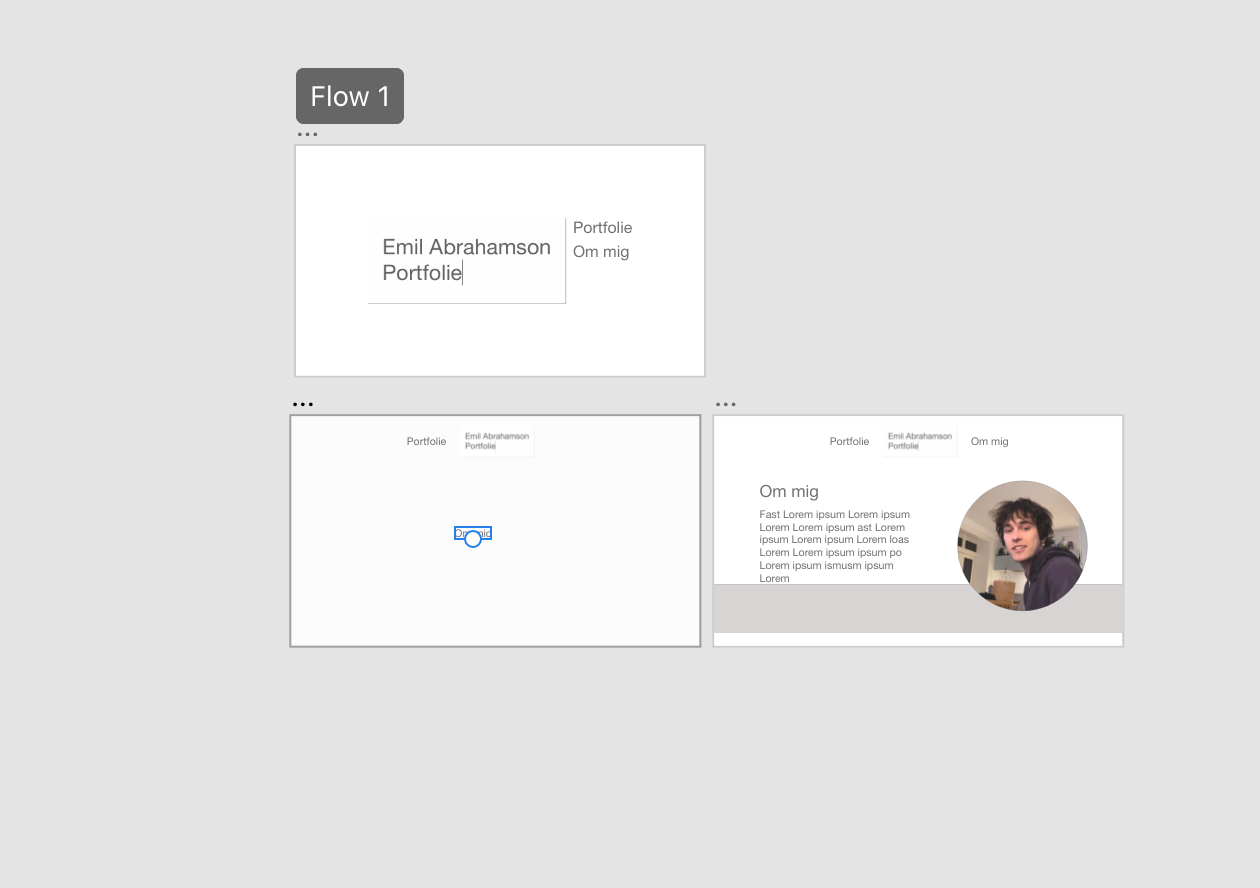 Flow 1
Emil Abrahamson
Portfolie
Portfolie
Om mig
Portfolie
Emil Abrahamson
Portfolie
Om mig
Portfolie
Emil Abrahamson
Portfolie
Om mig
Om mig
Fast Lorem ipsum Lorem ipsum
Lorem Lorem ipsum ast Lorem
ipsum Lorem ipsum Lorem loas
Lorem Lorem ipsum ipsum po
Lorem ipsum ismusm ipsum
Lorem